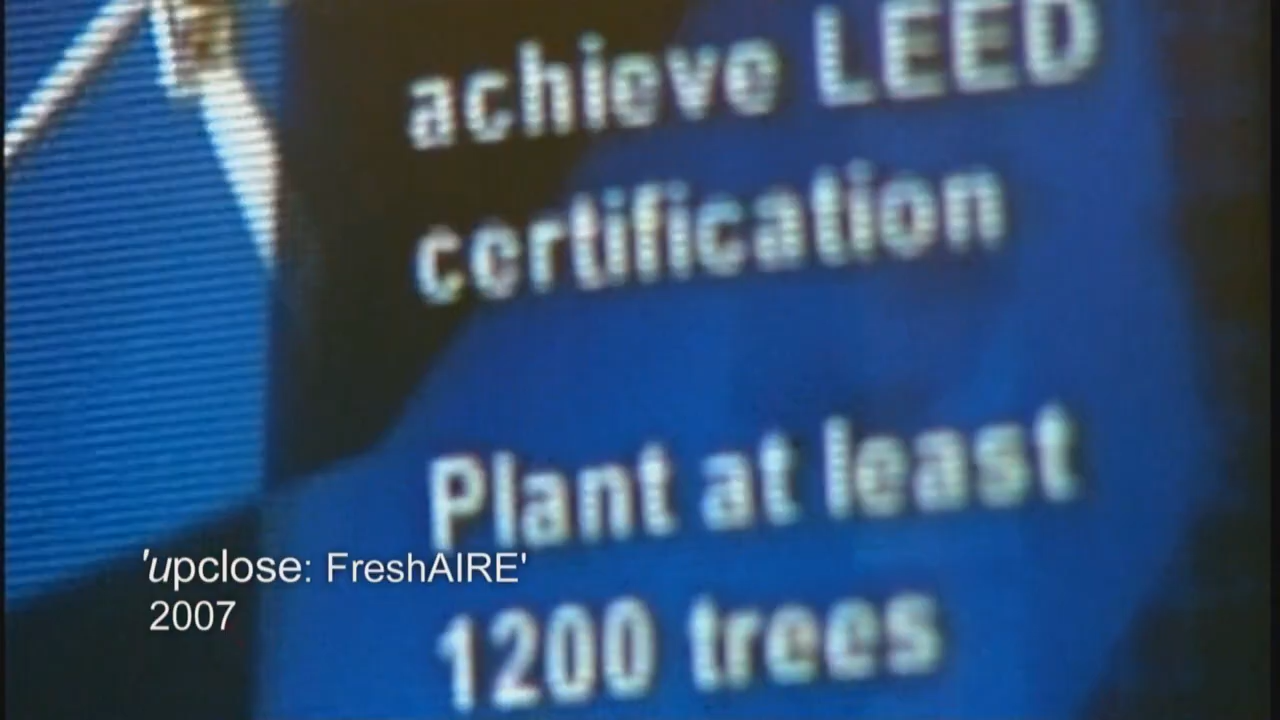 achieve LEED
certification
Plant at least
1200 trees
'upclose: FreshAIRE'
2007